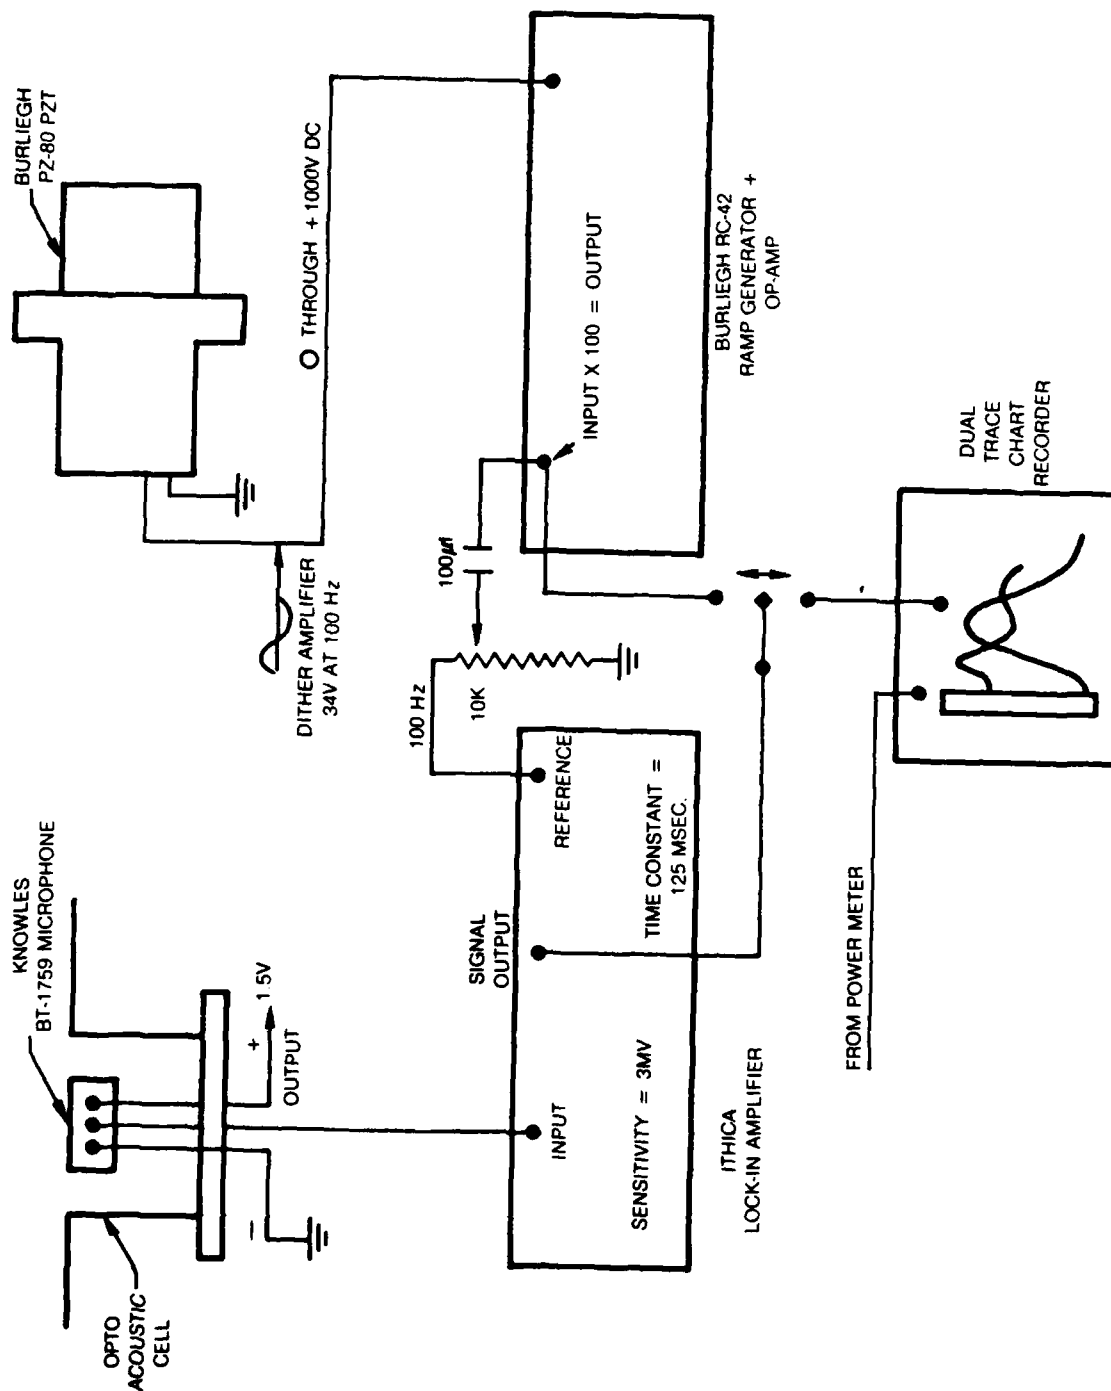 KNOWLES
BT-1759 MICROPHONE
OPTO
ACOUSTIC
CELL
+
1.5V
OUTPUT
−
BURLIEGH
PZ-80 PZT
O THROUGH +1000V DC
DITHER AMPLIFIER
34V AT 100 Hz
100 Hz
10K
100µf
INPUT
SIGNAL
OUTPUT
REFERENCE
SENSITIVITY = 3MV
TIME CONSTANT =
125 MSEC.
ITHICA
LOCK-IN AMPLIFIER
INPUT X 100 = OUTPUT
BURLIEGH RC-42
RAMP GENERATOR +
OP-AMP
FROM POWER METER
DUAL
TRACE
CHART
RECORDER